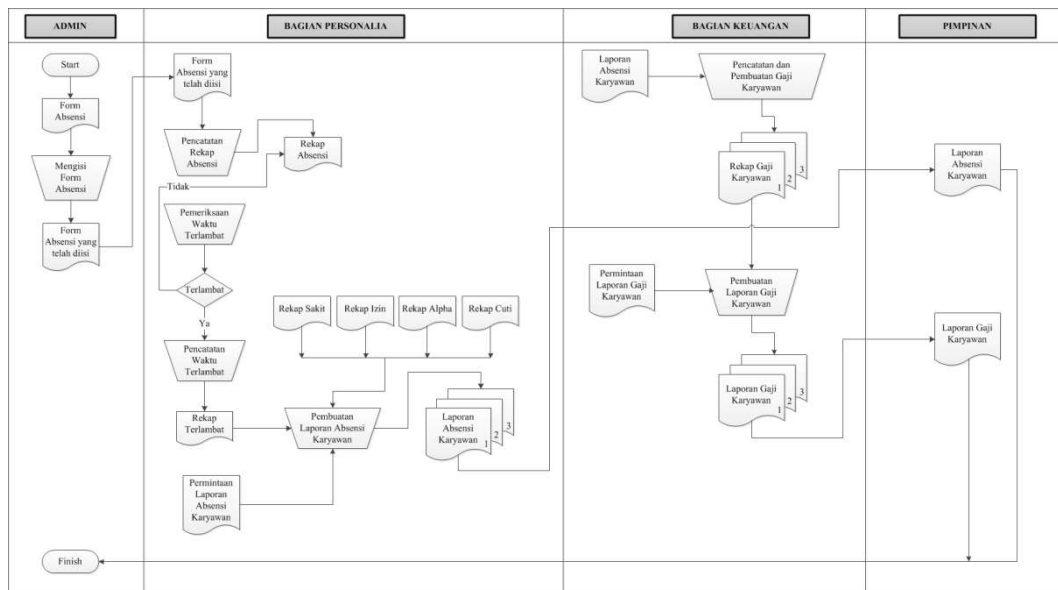 ADMIN
BAGIAN PERSONALIA
BAGIAN KEUANGAN
PIMPINAN
Start
Form
Absensi
Mengisi
Form
Absensi
Form
Absensi yang
telah diisi
Finish
Form
Absensi yang
telah diisi
Pencatatan
Rekap
Absensi
Rekap
Absensi
Tidak
Pemeriksaan
Waktu
Terlambat
Terlambat
Ya
Pencatatan
Waktu
Terlambat
Rekap
Terlambat
Rekap Sakit
Rekap Izin
Rekap Alpha
Rekap Cuti
Pembuatan
Laporan Absensi
Karyawan
Laporan
Absensi
Karyawan
1
2
3
Permintaan
Laporan
Absensi
Karyawan
Laporan
Absensi
Karyawan
Pencatatan dan
Pembuatan Gaji
Karyawan
Rekap Gaji
Karyawan
1
2
3
Permintaan
Laporan Gaji
Karyawan
Pembuatan
Laporan Gaji
Karyawan
Laporan Gaji
Karyawan
1
2
3
Laporan
Absensi
Karyawan
Laporan Gaji
Karyawan